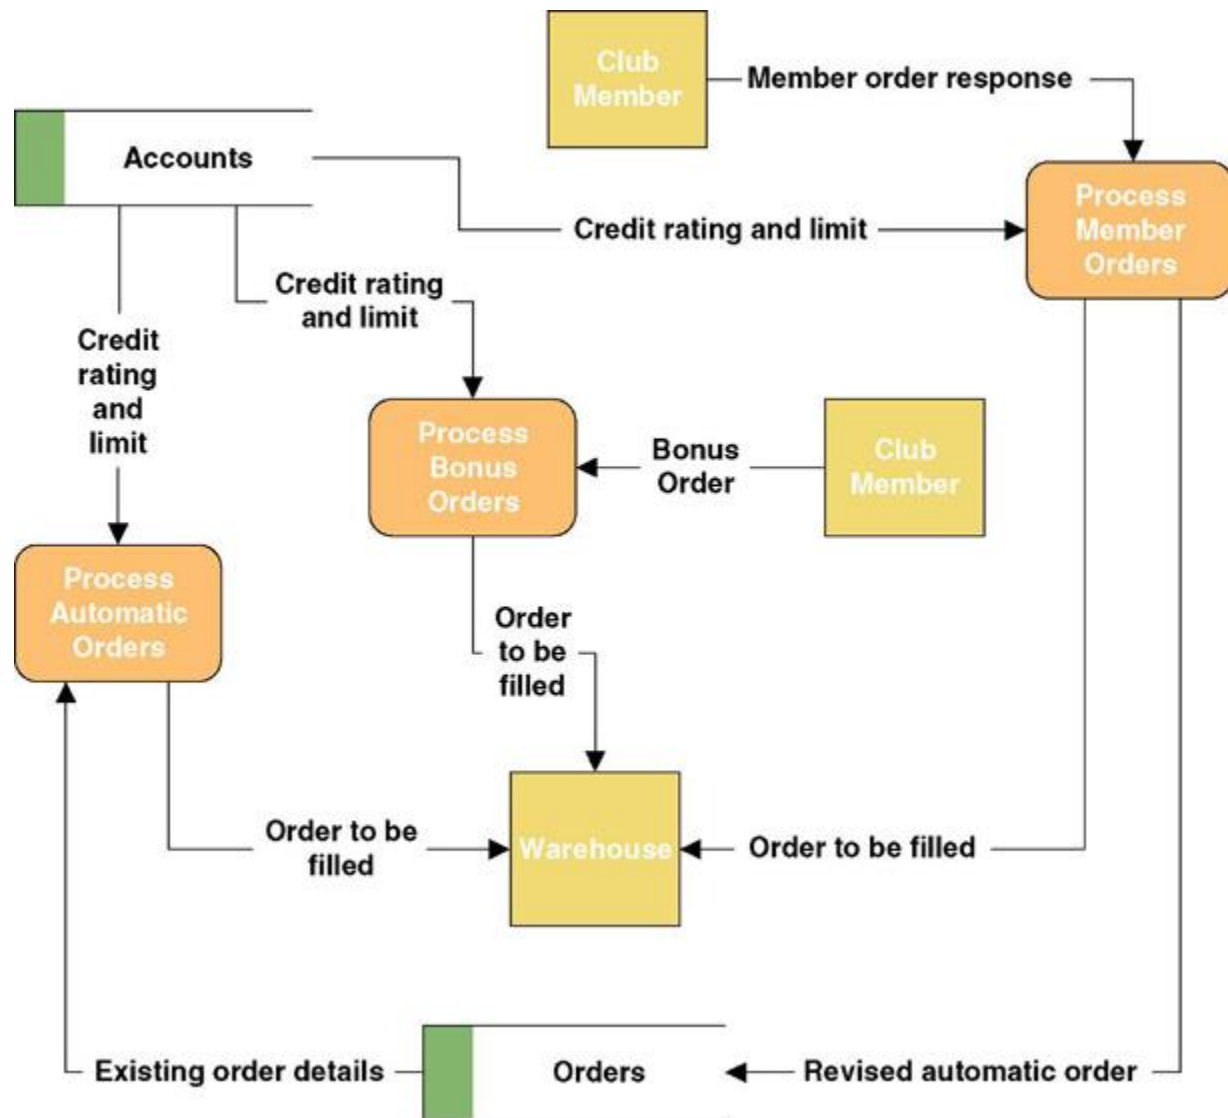 Club
Member
Member order response
Accounts
Process
Member
Orders
Credit rating and limit
Credit rating
and limit
Credit
rating
and
limit
Process
Bonus
Orders
Bonus
Order
Club
Member
Process
Automatic
Orders
Order
to be
filled
Order to be
filled
Warehouse
Order to be filled
Existing order details
Orders
Revised automatic order